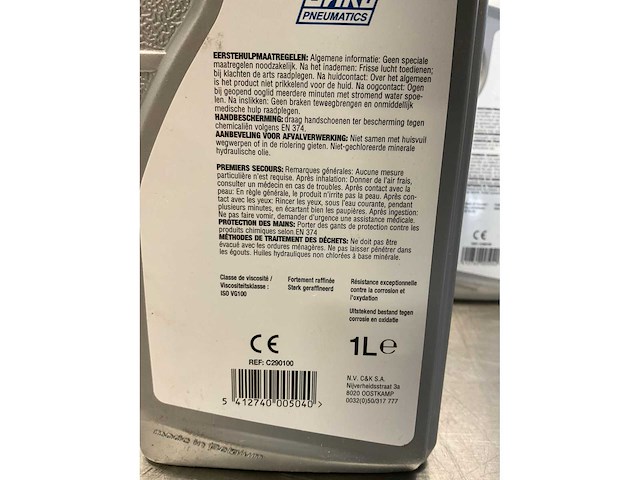 PNEUMATICS
EERSTEHULPMAATREGELEN: Algemene informatie: Geen speciale
maatregelen noodzakelijk. Na het inademen: Frisse lucht toedienen;
bij klachten de arts raadplegen. Na huidcontact: Over het algemeen
is het product niet prikkelend voor de huid. Na oogcontact: Ogen
bij geopend ooglid meerdere minuten met stromend water spoe-
len. Na inslikken: Geen braken teweegbrengen en onmiddellijk
medische hulp raadplegen.
HANDBESCHERMING: draag handschoenen ter bescherming tegen
chemicaliën volgens EN 374.
AANBEVELING VOOR AFVALVERWERKING: Niet samen met huisvuil
wegwerpen of in de riolering gieten. Niet-gechloreerde minerale
hydraulische olie.
PREMIERS SECOURS: Remarques générales: Aucune mesure
particulière n'est requise. Après inhalation: Donner de l'air frais,
consulter un médecin en cas de troubles. Après contact avec la
peau: En règle générale, le produit n'irrite pas la peau. Après
contact avec les yeux: Rincer les yeux, sous l'eau courante, pendant
plusieurs minutes, en écartant bien les paupières. Après ingestion:
Ne pas faire vomir, demander d'urgence une assistance médicale.
PROTECTION DES MAINS: Porter des gants de protection contre les
produits chimiques selon EN 374
MÉTHODES DE TRAITEMENT DES DÉCHETS: Ne doit pas être
évacué avec les ordures ménagères. Ne pas laisser pénétrer dans
les égouts. Huiles hydrauliques non chlorées à base minérale.
Classe de viscosité /
Viscositeitsklasse :
ISO VG100
Fortement raffinée
Sterk geraffineerd
Résistance exceptionnelle
contre la corrosion et
l'oxydation
Uitstekend bestand tegen
corrosie en oxidatie
CE
1L e
REF: C290100
5 412740 005040 >
N.V. C&K S.A.
Nijverheidsstraat 3a
8020 OOSTKAMP
0032(0)50/317 777
CE